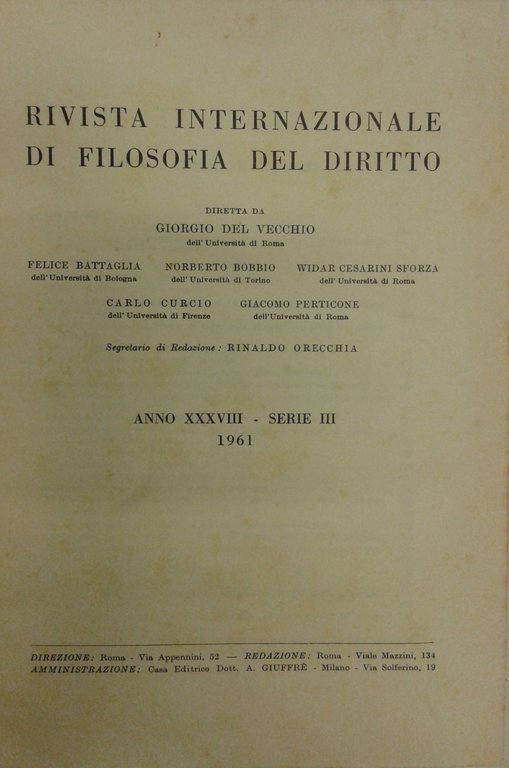 RIVISTA INTERNAZIONALE
DI FILOSOFIA DEL DIRITTO
DIRETTA DA
GIORGIO DEL VECCHIO
dell'Università di Roma
FELICE BATTAGLIA NORBERTO BOBBIO WIDAR CESARINI SFORZA
dell'Università di Bologna dell'Università di Torino dell'Università di Roma
CARLO CURCIO GIACOMO PERTICONE
dell'Università di Firenze dell'Università di Roma
Segretario di Redazione: RINALDO ORECCHIA
ANNO XXXVIII - SERIE III
1961
DIREZIONE: Roma - Via Appennini, 52 — REDAZIONE: Roma - Viale Mazzini, 134
AMMINISTRAZIONE: Casa Editrice Dott. A. GIUFFRÈ - Milano - Via Solferino, 19